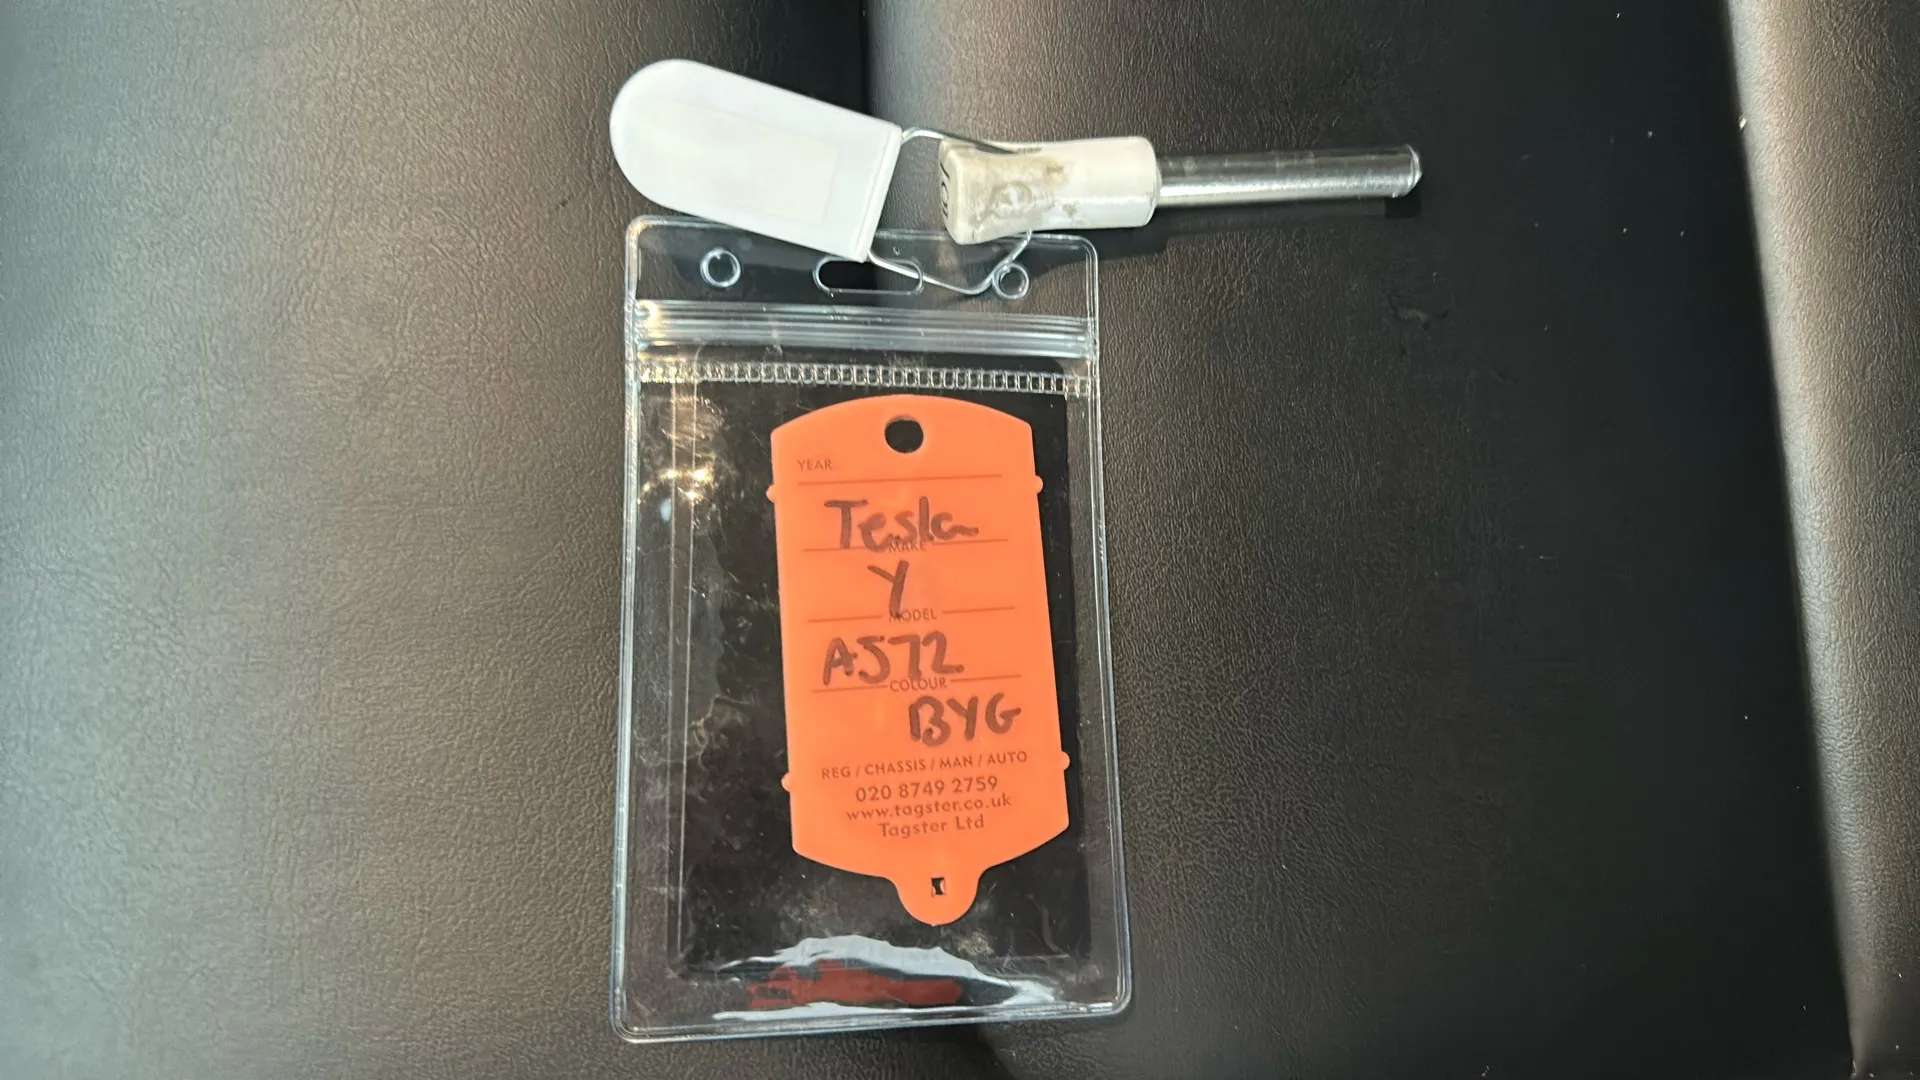 YEAR
Tesla
MAKE
Y
MODEL
AJ72
COLOUR
BYG
REG / CHASSIS / MAN / AUTO
020 8749 2759
www.tagster.co.uk
Tagster Ltd